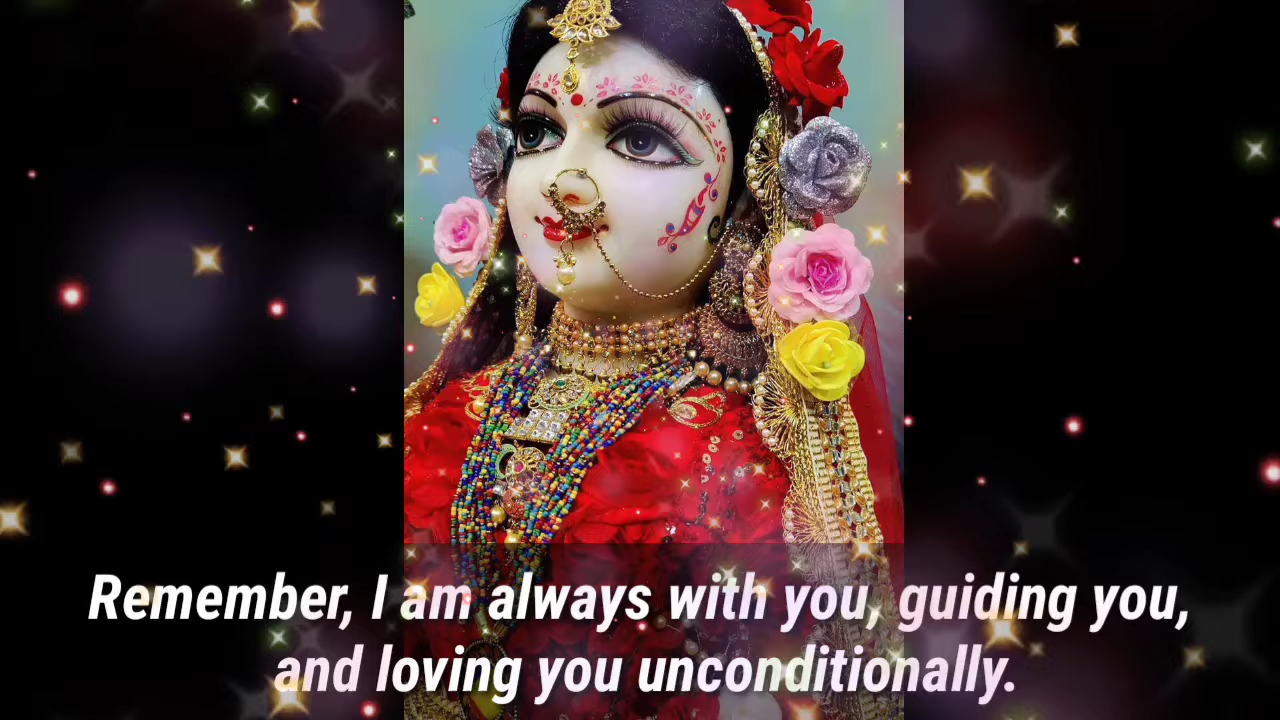 Remember, I am always with you, guiding you,
and loving you unconditionally.